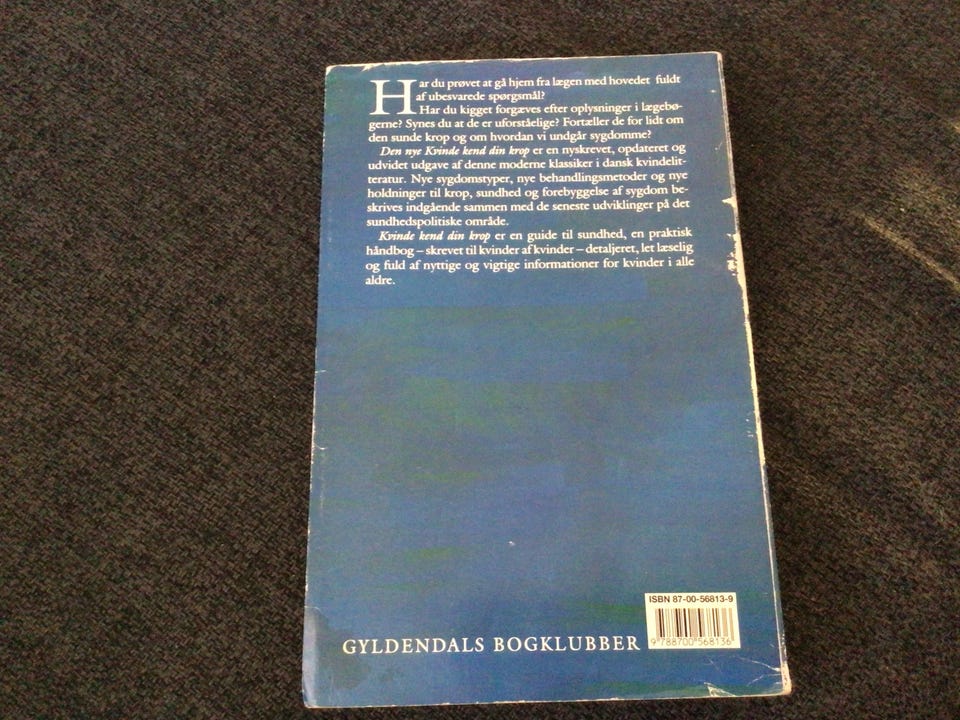 Har du prøvet at gå hjem fra lægen med hovedet fuldt
af ubesvarede spørgsmål?
Har du kigget forgæves efter oplysninger i lægebø-
gerne? Synes du at de er uforståelige? Fortæller de for lidt om
den sunde krop og om hvordan vi undgår sygdomme?
Den nye Kvinde kend din krop er en nyskrevet, opdateret og
udvidet udgave af denne moderne klassiker i dansk kvindelit-
teratur. Nye sygdomstyper, nye behandlingsmetoder og nye
holdninger til krop, sundhed og forebyggelse af sygdom be-
skrives indgående sammen med de seneste udviklinger på det
sundhedspolitiske område.
Kvinde kend din krop er en guide til sundhed, en praktisk
håndbog – skrevet til kvinder af kvinder – detaljeret, let læselig
og fuld af nyttige og vigtige informationer for kvinder i alle
aldre.
ISBN 87-00-56813-9
9 788700 568136
GYLDENDALS BOGKLUBBER